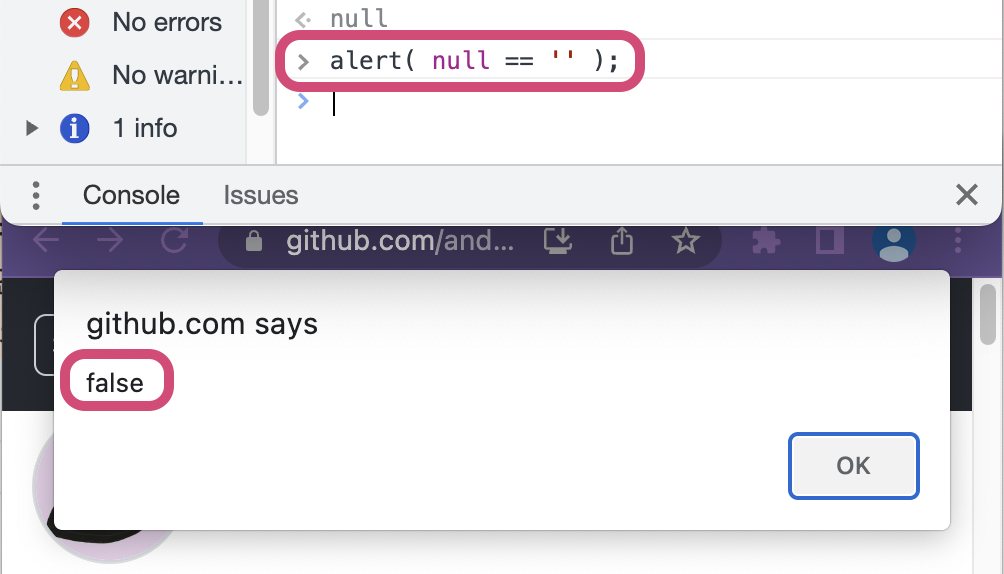 No errors
No warni...
1 info
null
alert( null == '' );
Console
Issues
github.com/and...
github.com says
false
OK